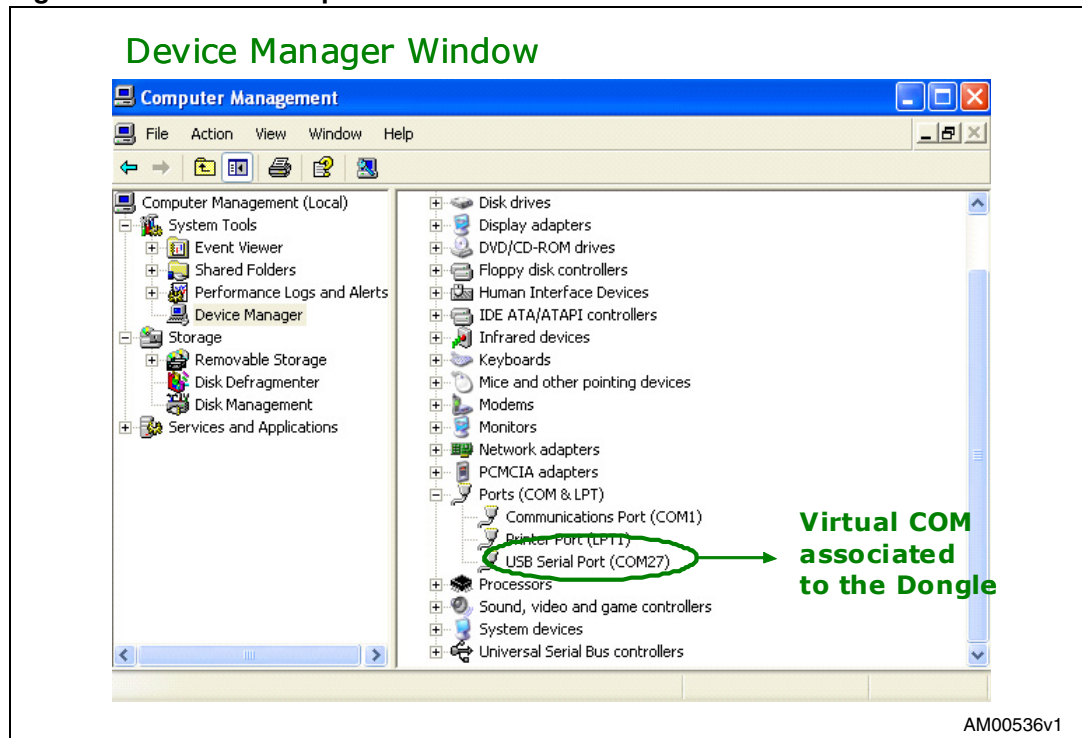 Device Manager Window
Computer Management
File Action View Window Help
Computer Management (Local)
System Tools
Event Viewer
Shared Folders
Performance Logs and Alerts
Device Manager
Storage
Removable Storage
Disk Defragmenter
Disk Management
Services and Applications
Disk drives
Display adapters
DVD/CD-ROM drives
Floppy disk controllers
Human Interface Devices
IDE ATA/ATAPI controllers
Infrared devices
Keyboards
Mice and other pointing devices
Modems
Monitors
Network adapters
PCMCIA adapters
Ports (COM & LPT)
Communications Port (COM1)
Printer Port (LPT1)
USB Serial Port (COM27)
Processors
Sound, video and game controllers
System devices
Universal Serial Bus controllers
Virtual COM
associated
to the Dongle
AM00536v1